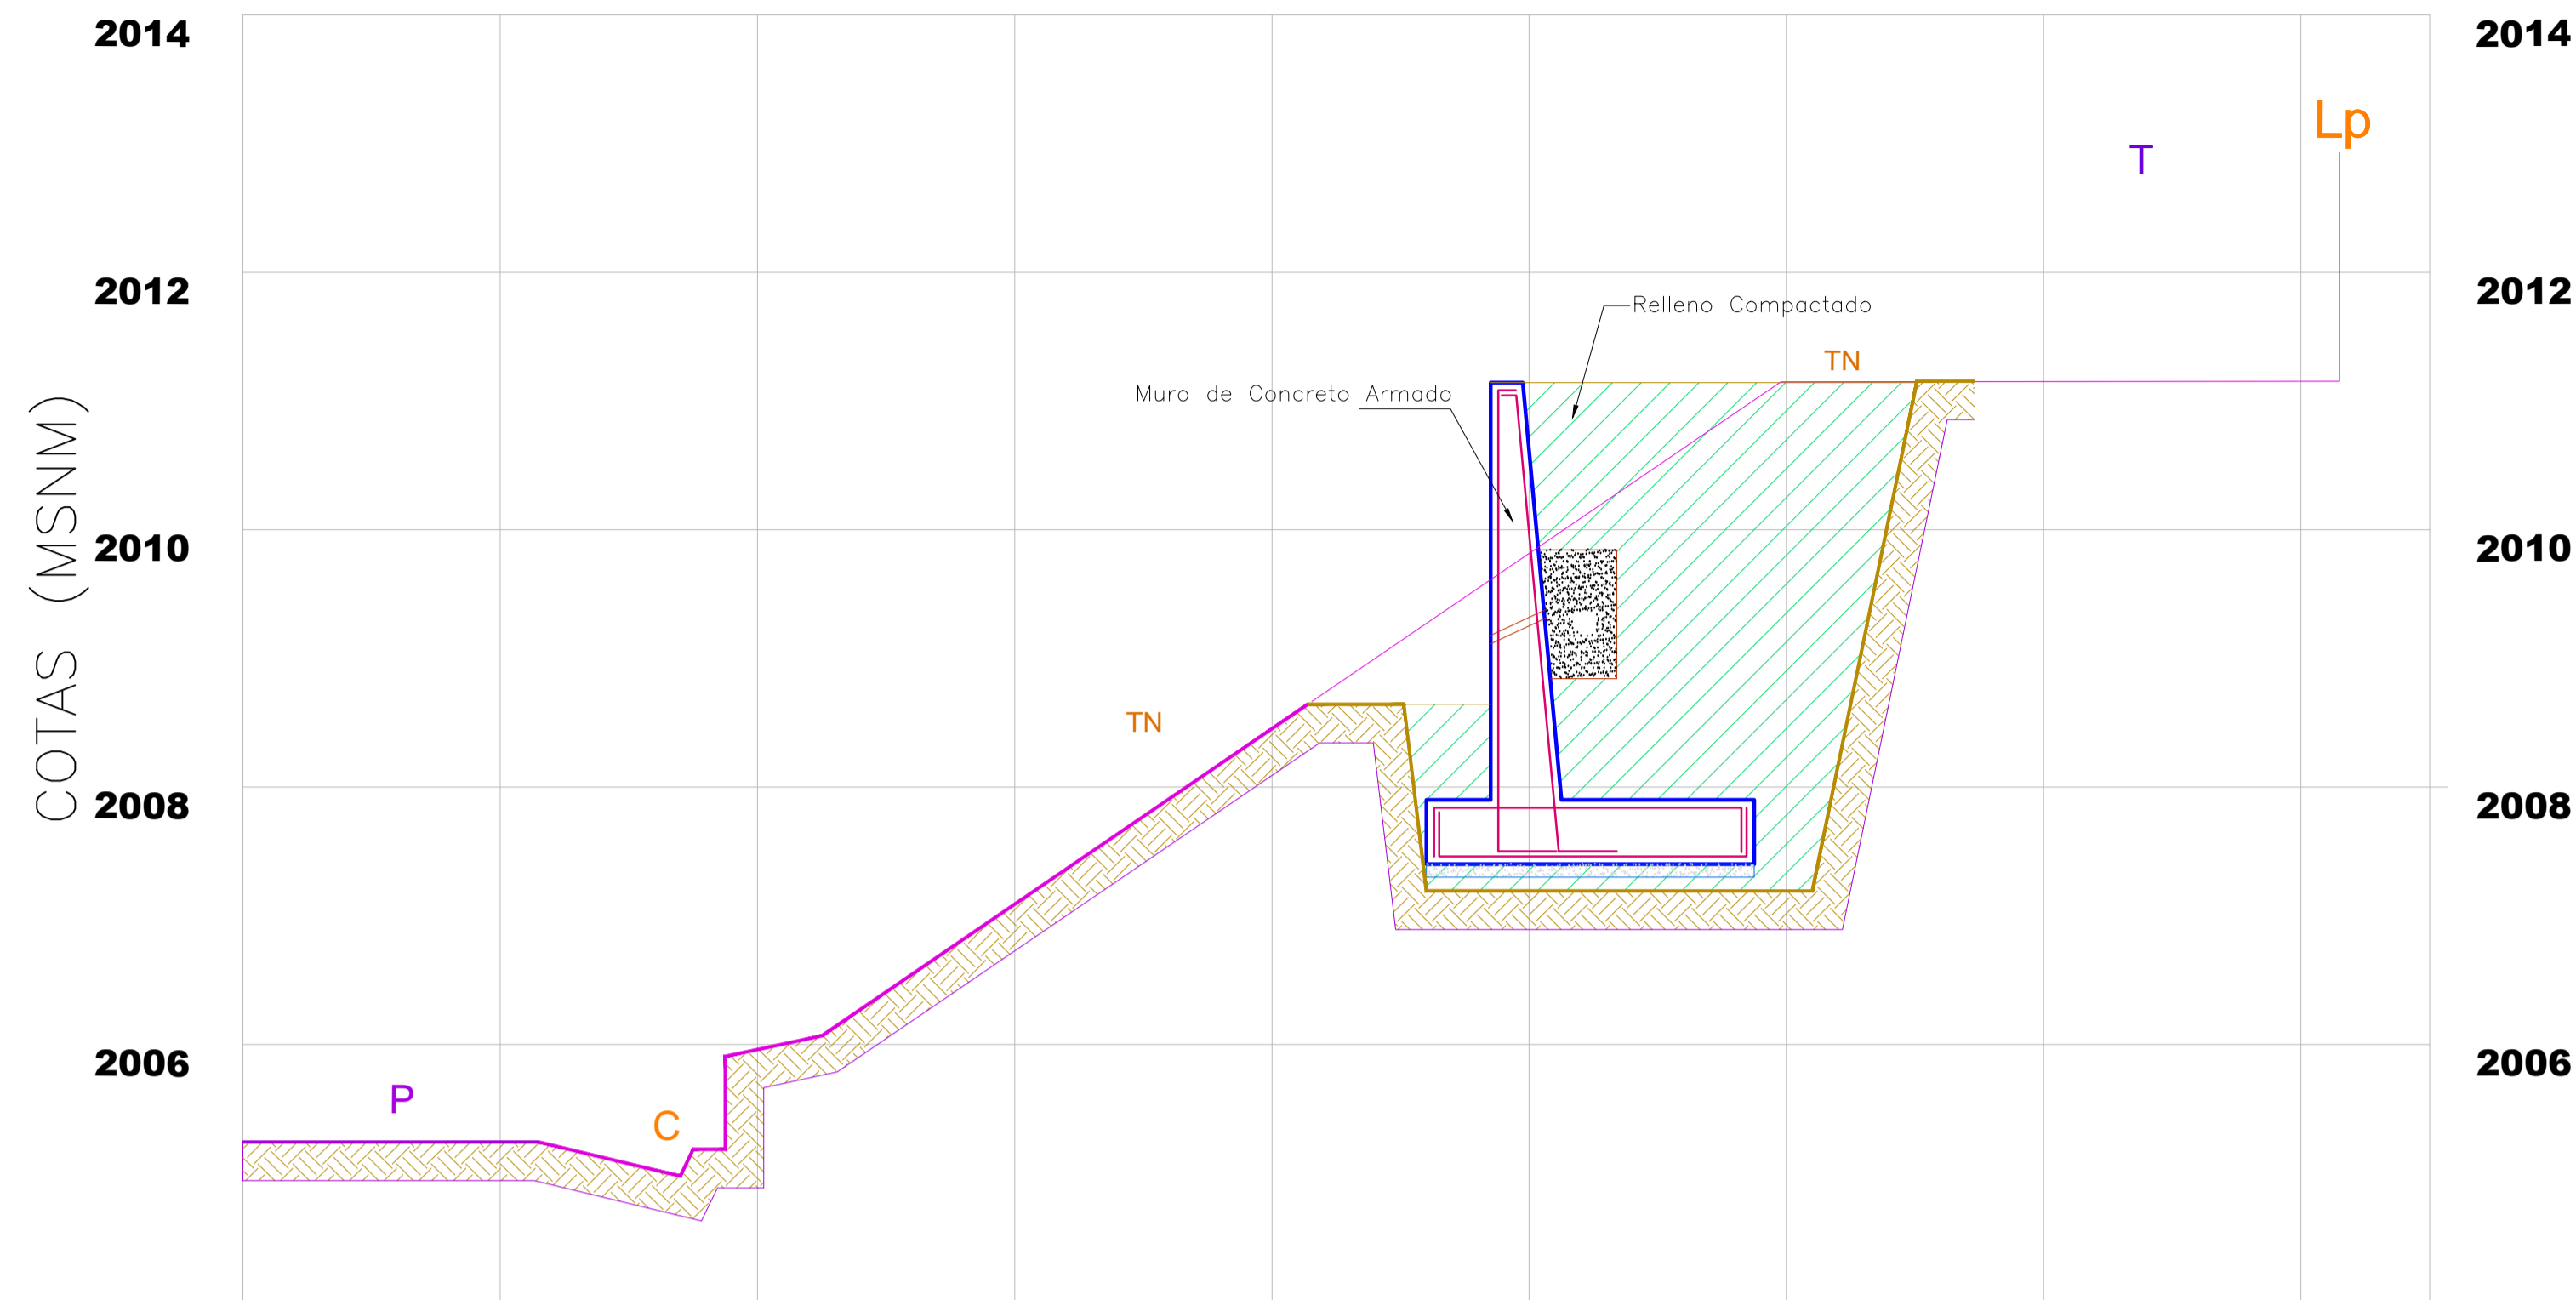 2014
2014
Lp
T
2012
2012
Relleno Compactado
TN
Muro de Concreto Armado
COTAS (MSNM)
2010
2010
TN
2008
2008
2006
2006
P
C